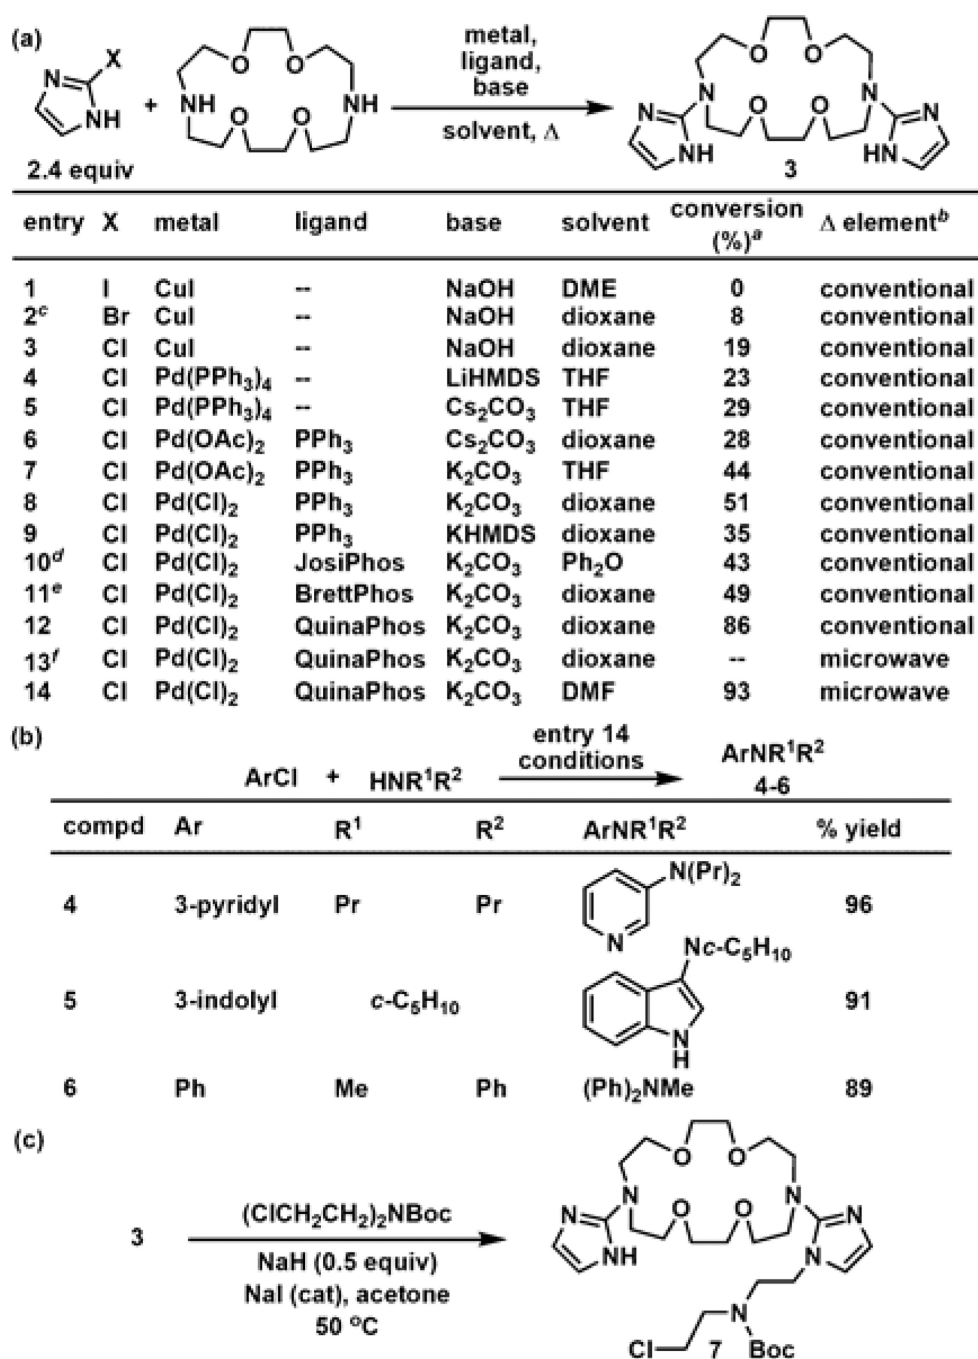 (a)
X
N
NH
+
O O
NH NH
O O
metal,
ligand,
base
solvent, Δ
O O
N N
O O
N NH
HN N
2.4 equiv
3
entry X metal ligand base solvent conversion (%)ᵃ Δ elementᵇ
1 I CuI -- NaOH DME 0 conventional
2ᶜ Br CuI -- NaOH dioxane 8 conventional
3 Cl CuI -- NaOH dioxane 19 conventional
4 Cl Pd(PPh₃)₄ -- LiHMDS THF 23 conventional
5 Cl Pd(PPh₃)₄ -- Cs₂CO₃ THF 29 conventional
6 Cl Pd(OAc)₂ PPh₃ Cs₂CO₃ dioxane 28 conventional
7 Cl Pd(OAc)₂ PPh₃ K₂CO₃ THF 44 conventional
8 Cl Pd(Cl)₂ PPh₃ K₂CO₃ dioxane 51 conventional
9 Cl Pd(Cl)₂ PPh₃ KHMDS dioxane 35 conventional
10ᵈ Cl Pd(Cl)₂ JosiPhos K₂CO₃ Ph₂O 43 conventional
11ᵉ Cl Pd(Cl)₂ BrettPhos K₂CO₃ dioxane 49 conventional
12 Cl Pd(Cl)₂ QuinaPhos K₂CO₃ dioxane 86 conventional
13ᶠ Cl Pd(Cl)₂ QuinaPhos K₂CO₃ dioxane -- microwave
14 Cl Pd(Cl)₂ QuinaPhos K₂CO₃ DMF 93 microwave
(b)
ArCl + HNR¹R²
entry 14
conditions
ArNR¹R²
4-6
compd Ar R¹ R² ArNR¹R² % yield
4 3-pyridyl Pr Pr N(Pr)₂ N 96
5 3-indolyl c-C₅H₁₀ Nc-C₅H₁₀ N H 91
6 Ph Me Ph (Ph)₂NMe 89
(c)
3
(ClCH₂CH₂)₂NBoc
NaH (0.5 equiv)
NaI (cat), acetone
50 °C
O O
N N
O O
N NH
N N
N
Cl 7 Boc